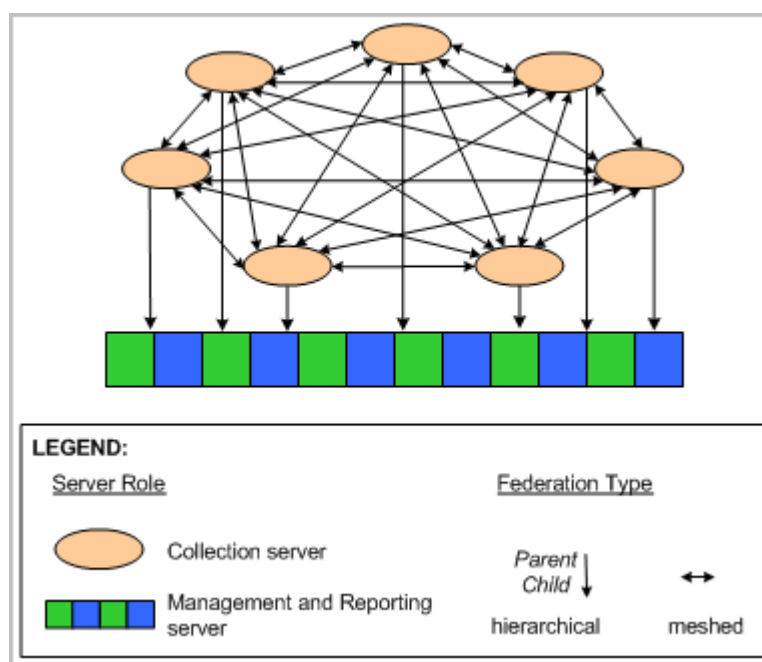 LEGEND:
Server Role
Federation Type
Collection server
Parent
Child
Management and Reporting
server
hierarchical
meshed